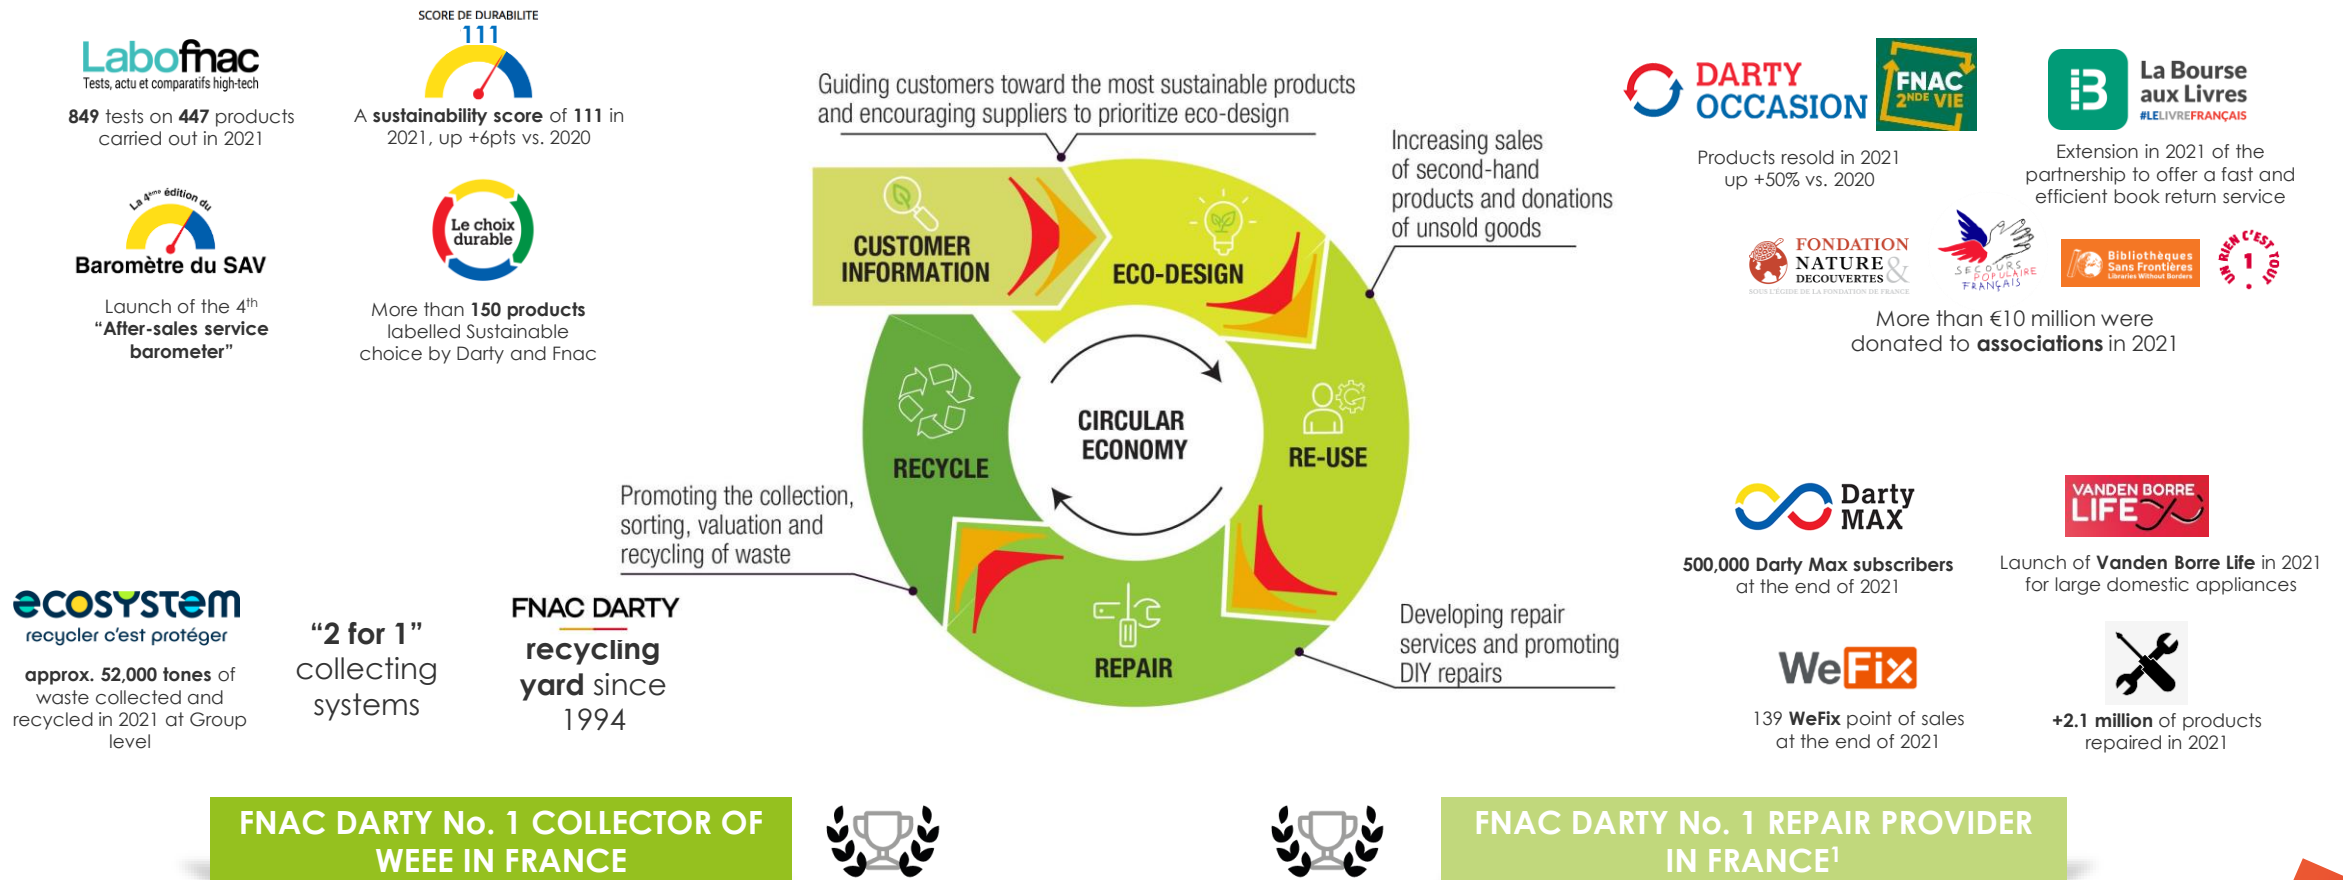 Labofnac
Tests, actu et comparatifs high-tech
849 tests on 447 products
carried out in 2021
SCORE DE DURABILITE
111
A sustainability score of 111 in
2021, up +6pts vs. 2020
La 4ème édition du
Baromètre du SAV
Launch of the 4th
“After-sales service
barometer”
Le choix
durable
More than 150 products
labelled Sustainable
choice by Darty and Fnac
Guiding customers toward the most sustainable products
and encouraging suppliers to prioritize eco-design
CUSTOMER
INFORMATION
ECO-DESIGN
Increasing sales
of second-hand
products and donations
of unsold goods
CIRCULAR
ECONOMY
RE-USE
RECYCLE
REPAIR
Promoting the collection,
sorting, valuation and
recycling of waste
Developing repair
services and promoting
DIY repairs
DARTY
OCCASION
FNAC
2NDE VIE
Products resold in 2021
up +50% vs. 2020
La Bourse
aux Livres
#LELIVREFRANÇAIS
Extension in 2021 of the
partnership to offer a fast and
efficient book return service
FONDATION
NATURE &
DECOUVERTES
SOUS L'ÉGIDE DE LA FONDATION DE FRANCE
SECOURS
POPULAIRE
FRANÇAIS
Bibliothèques
Sans Frontières
Libraries Without Borders
UN RIEN C'EST TOUT
1
More than €10 million were
donated to associations in 2021
Darty
MAX
500,000 Darty Max subscribers
at the end of 2021
VANDEN BORRE
LIFE
Launch of Vanden Borre Life in 2021
for large domestic appliances
WeFix
139 WeFix point of sales
at the end of 2021
+2.1 million of products
repaired in 2021
ecosystem
recycler c'est protéger
approx. 52,000 tones of
waste collected and
recycled in 2021 at Group
level
“2 for 1”
collecting
systems
FNAC DARTY
recycling
yard since
1994
FNAC DARTY No. 1 COLLECTOR OF
WEEE IN FRANCE
FNAC DARTY No. 1 REPAIR PROVIDER
IN FRANCE1